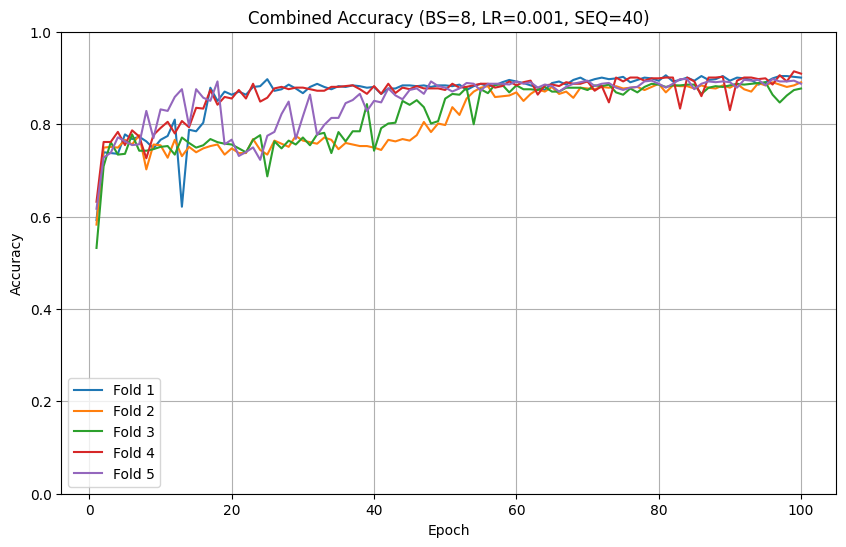 Combined Accuracy (BS=8, LR=0.001, SEQ=40)
1.0
0.8
0.6
0.4
0.2
0.0
Accuracy
Fold 1
Fold 2
Fold 3
Fold 4
Fold 5
0 20 40 60 80 100
Epoch